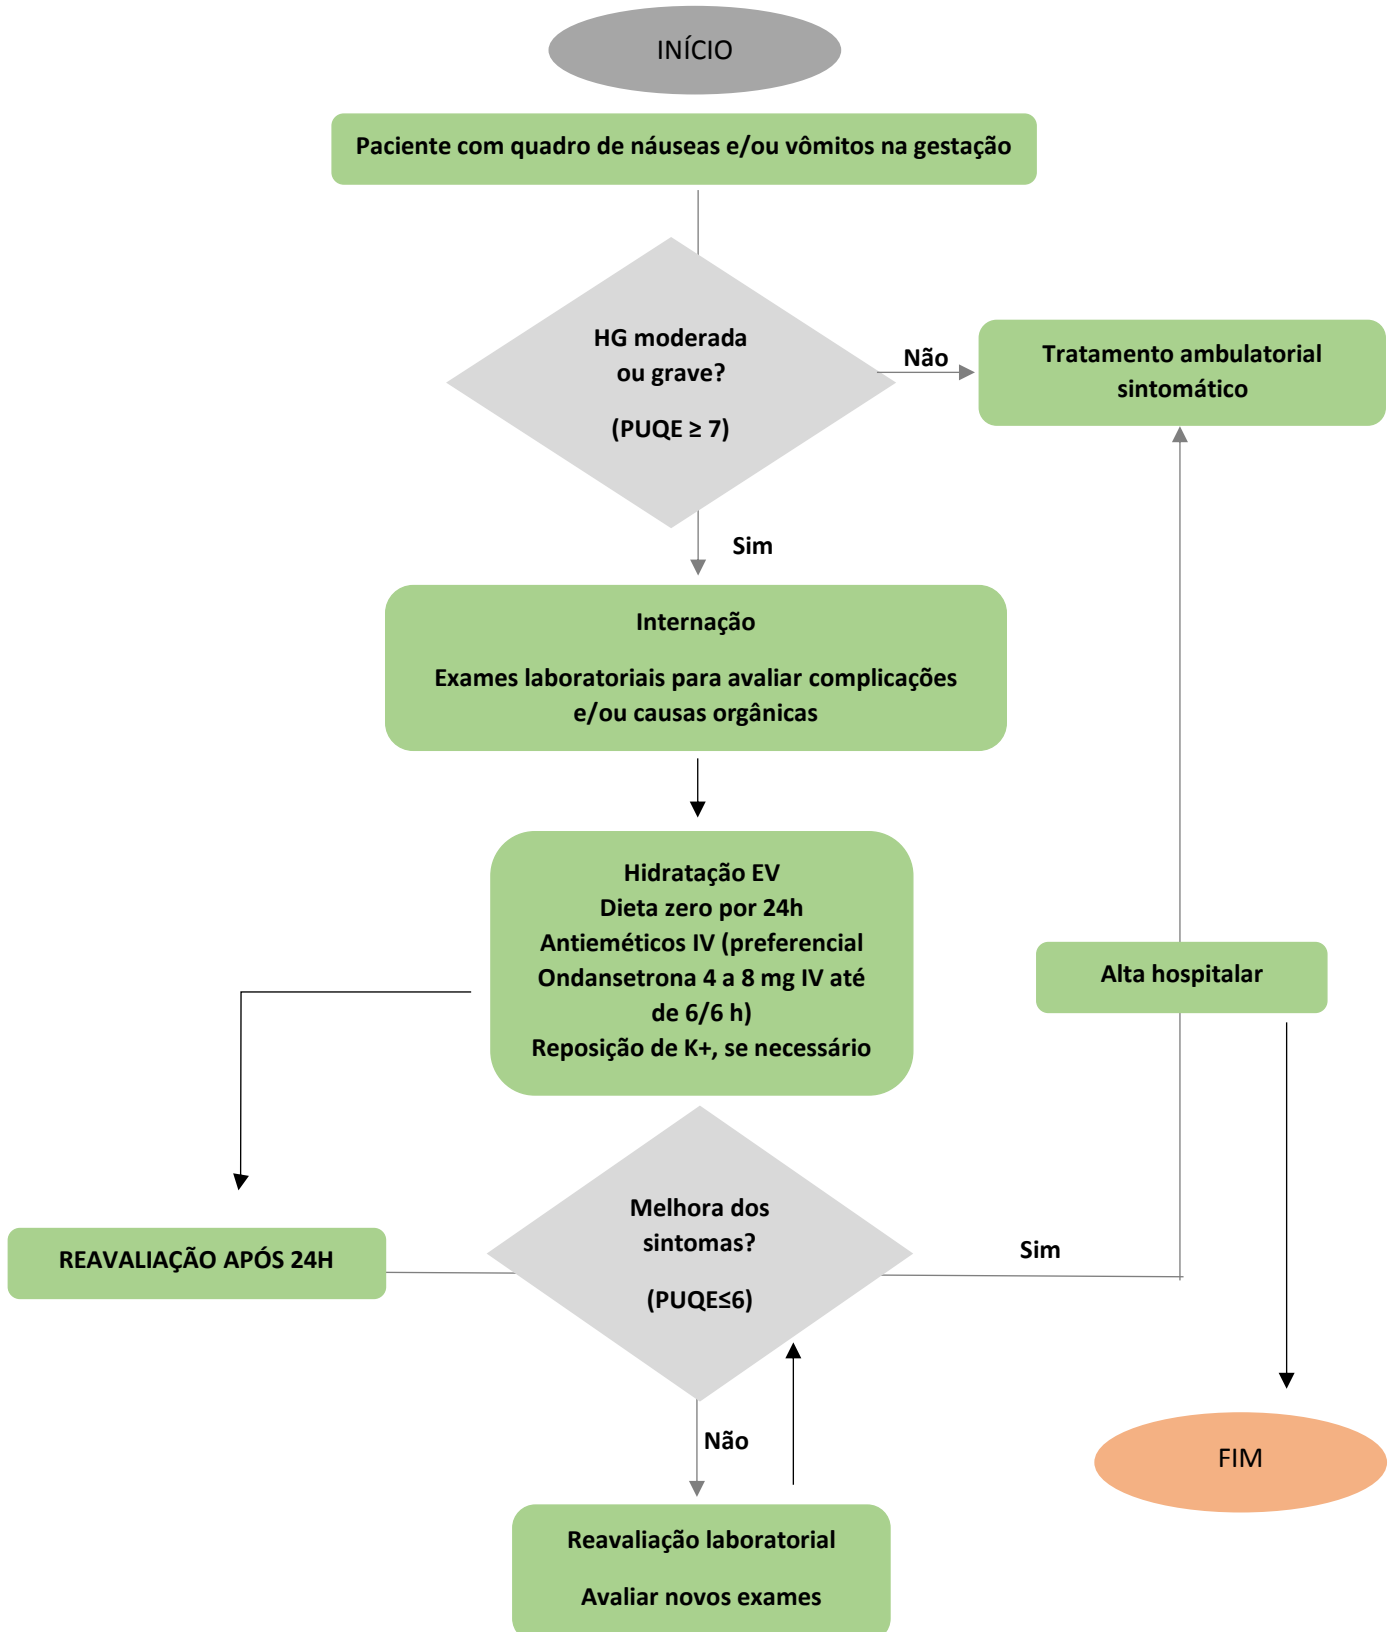 INÍCIO
Paciente com quadro de náuseas e/ou vômitos na gestação
HG moderada
ou grave?
(PUQE ≥ 7)
Não
Tratamento ambulatorial
sintomático
Sim
Internação
Exames laboratoriais para avaliar complicações
e/ou causas orgânicas
Hidratação EV
Dieta zero por 24h
Antieméticos IV (preferencial
Ondansetrona 4 a 8 mg IV até
de 6/6 h)
Reposição de K+, se necessário
Alta hospitalar
REAVALIAÇÃO APÓS 24H
Melhora dos
sintomas?
(PUQE≤6)
Sim
Não
FIM
Reavaliação laboratorial
Avaliar novos exames